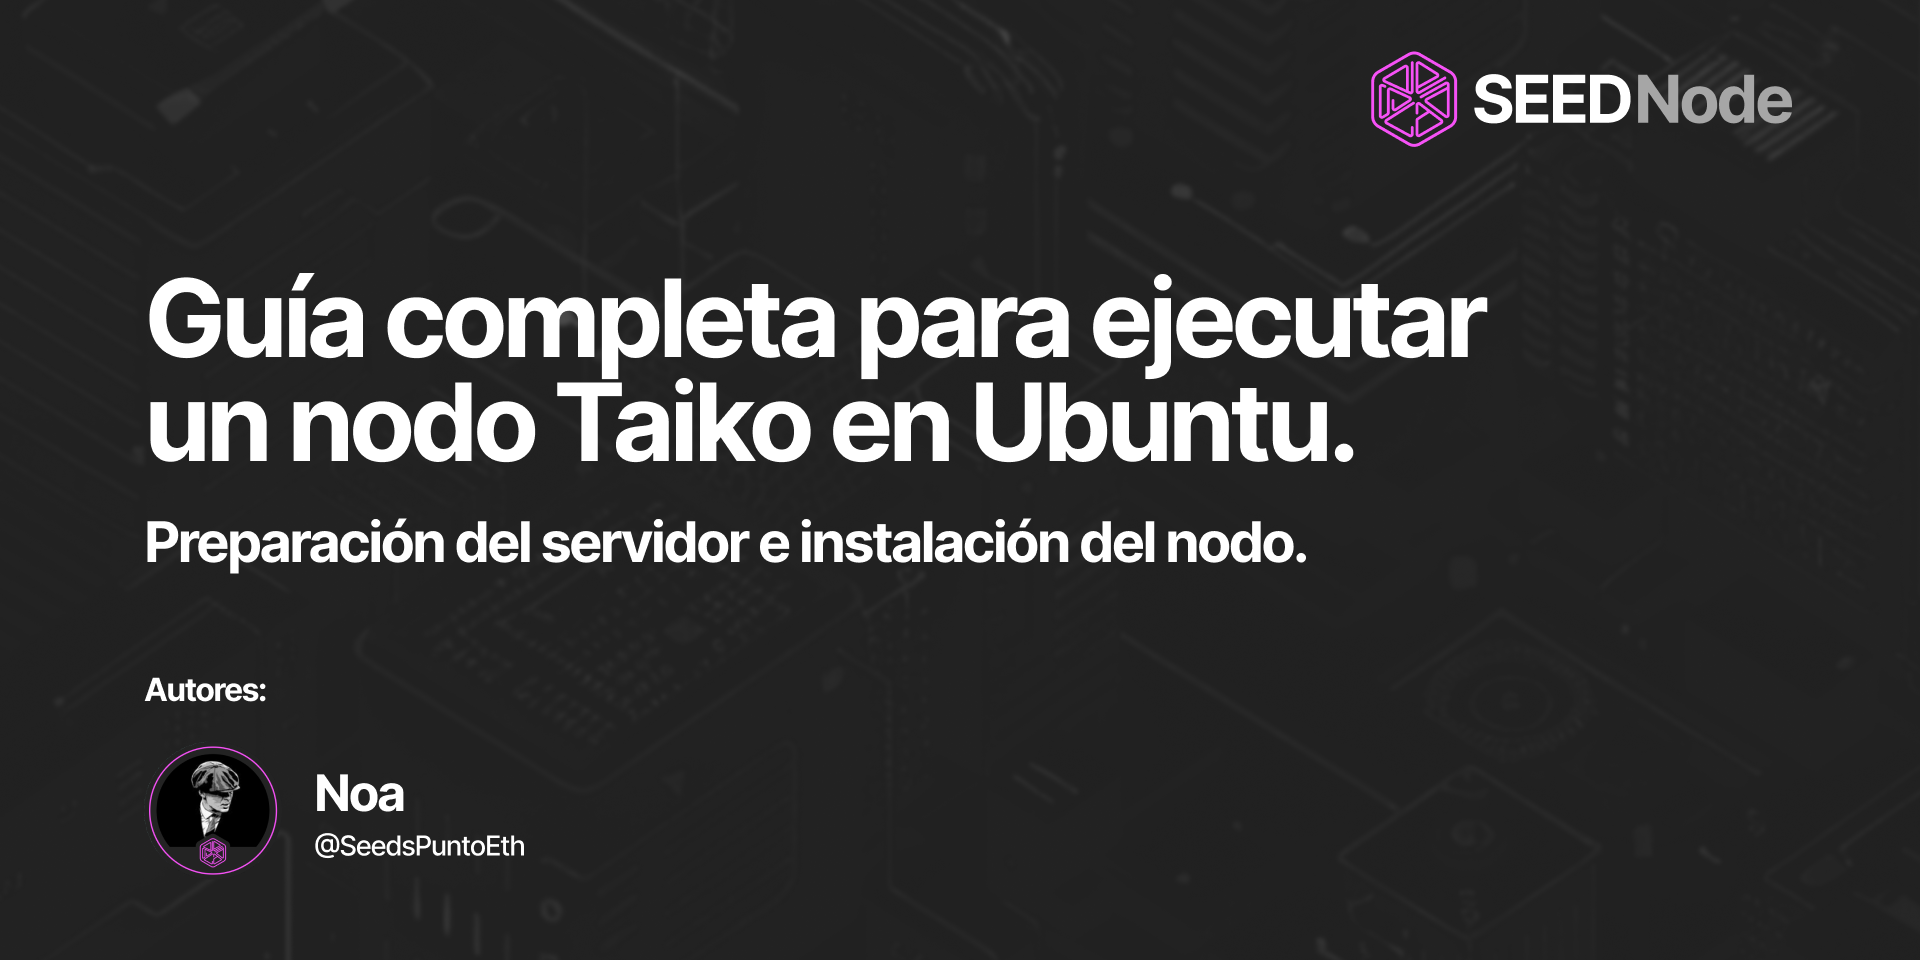 SEEDNode
Guía completa para ejecutar
un nodo Taiko en Ubuntu.
Preparación del servidor e instalación del nodo.
Autores:
Noa
@SeedsPuntoEth